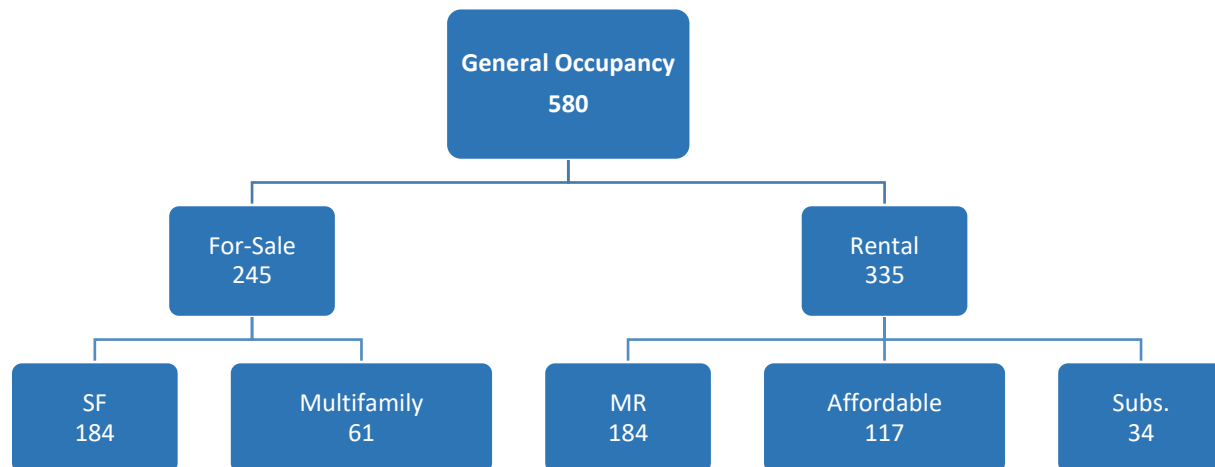 General Occupancy
580
For-Sale
245
Rental
335
SF
184
Multifamily
61
MR
184
Affordable
117
Subs.
34